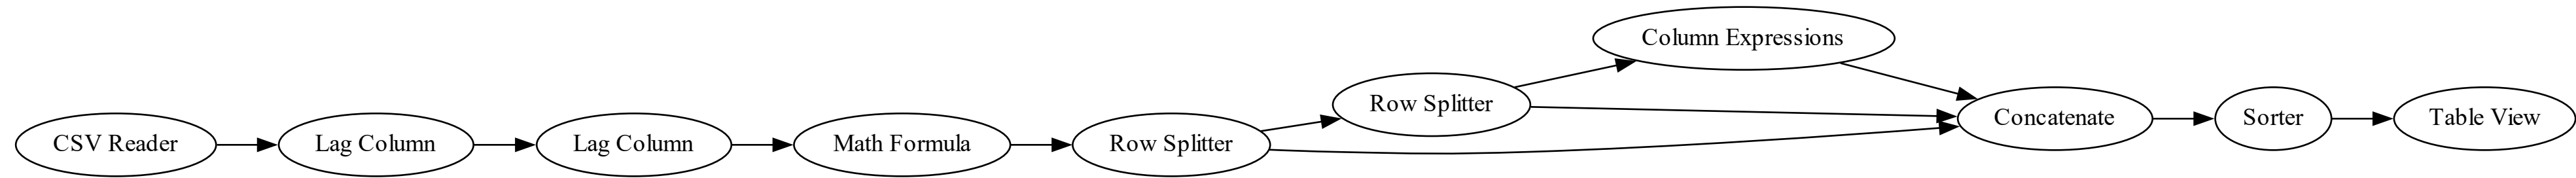 CSV Reader
Lag Column
Lag Column
Math Formula
Row Splitter
Row Splitter
Column Expressions
Concatenate
Sorter
Table View